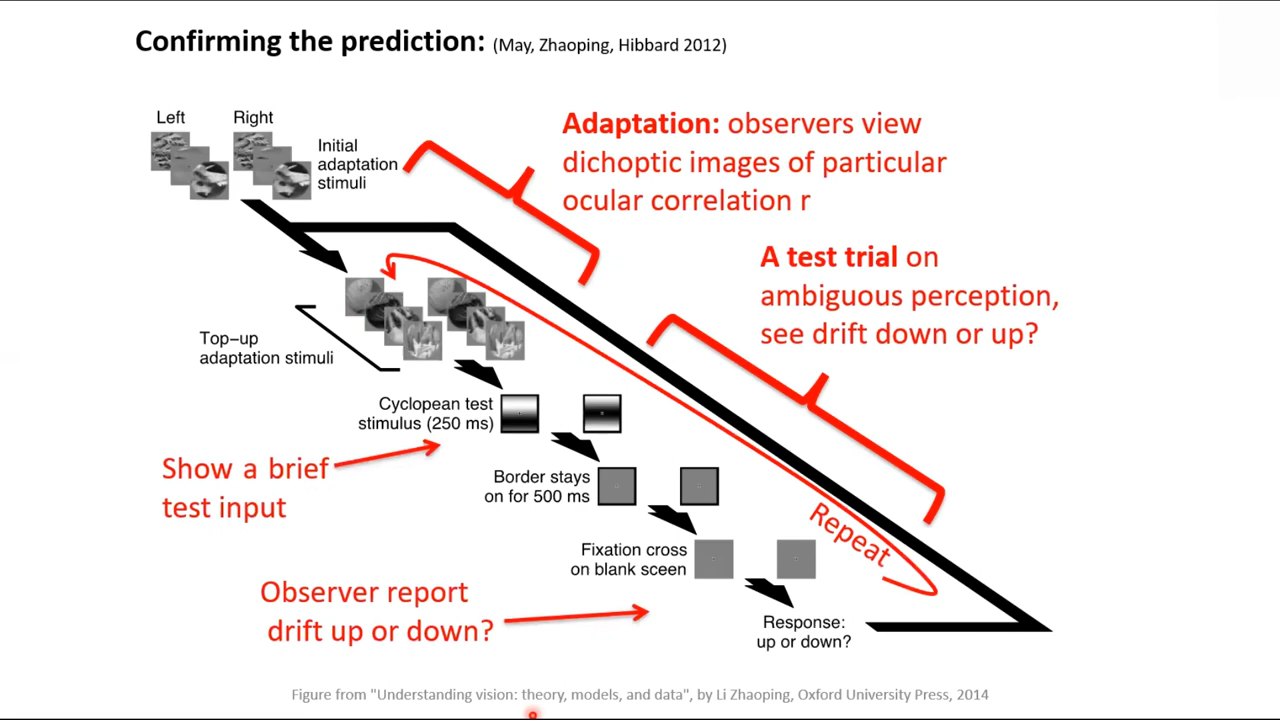 Confirming the prediction: (May, Zhaoping, Hibbard 2012)
Left Right
Initial
adaptation
stimuli
Adaptation: observers view
dichoptic images of particular
ocular correlation r
A test trial on
ambiguous perception,
see drift down or up?
Top-up
adaptation stimuli
Cyclopean test
stimulus (250 ms)
Show a brief
test input
Border stays
on for 500 ms
Repeat
Fixation cross
on blank sceen
Observer report
drift up or down?
Response:
up or down?
Figure from "Understanding vision: theory, models, and data", by Li Zhaoping, Oxford University Press, 2014